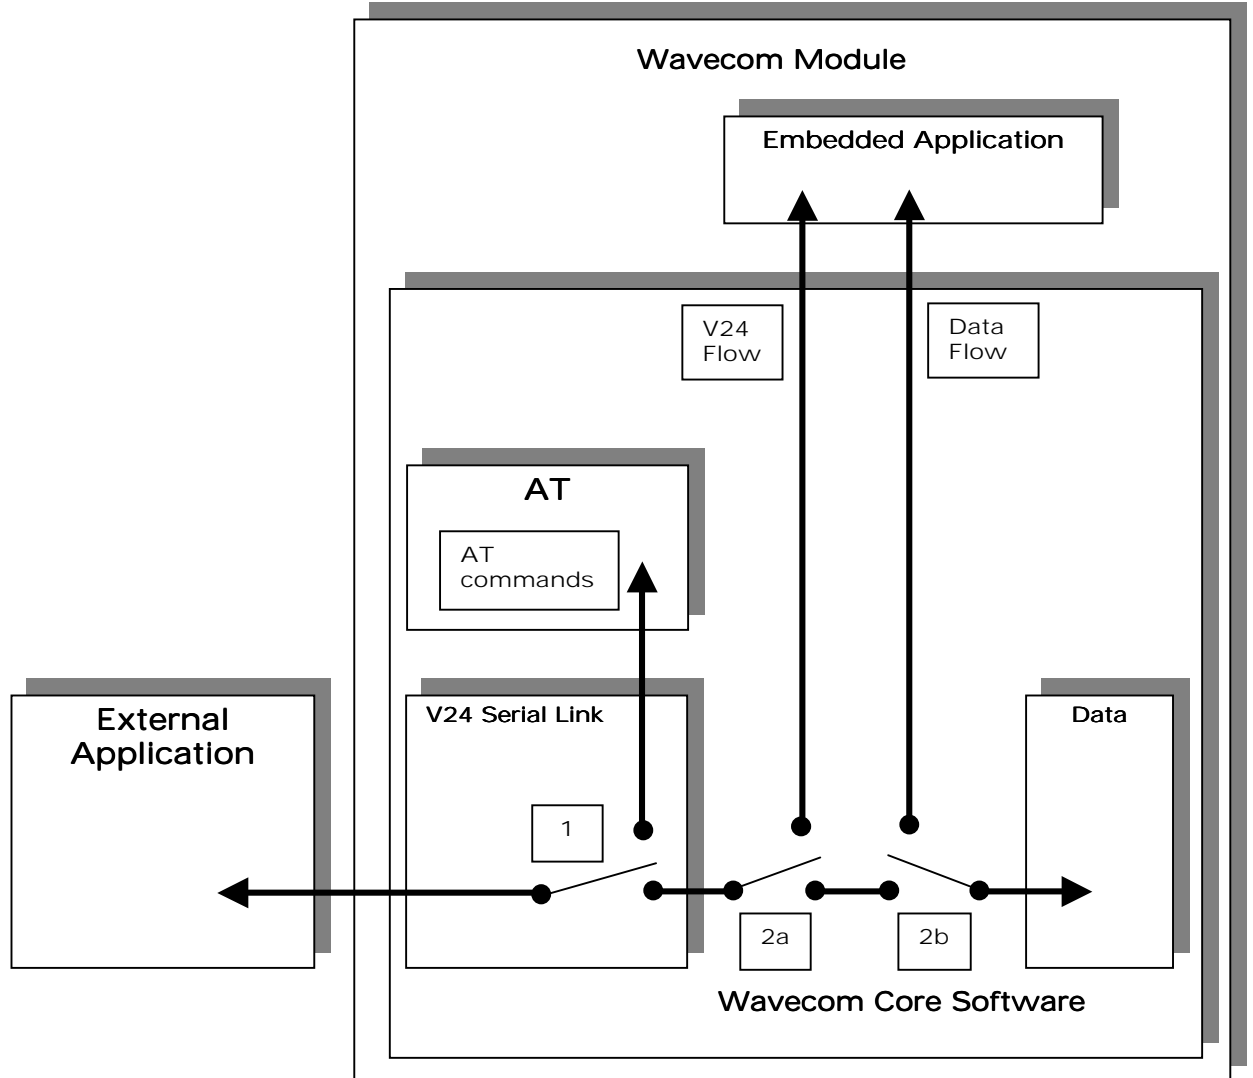 Wavecom Module
Embedded Application
V24
Flow
Data
Flow
AT
AT
commands
External
Application
V24 Serial Link
Data
1
2a
2b
Wavecom Core Software